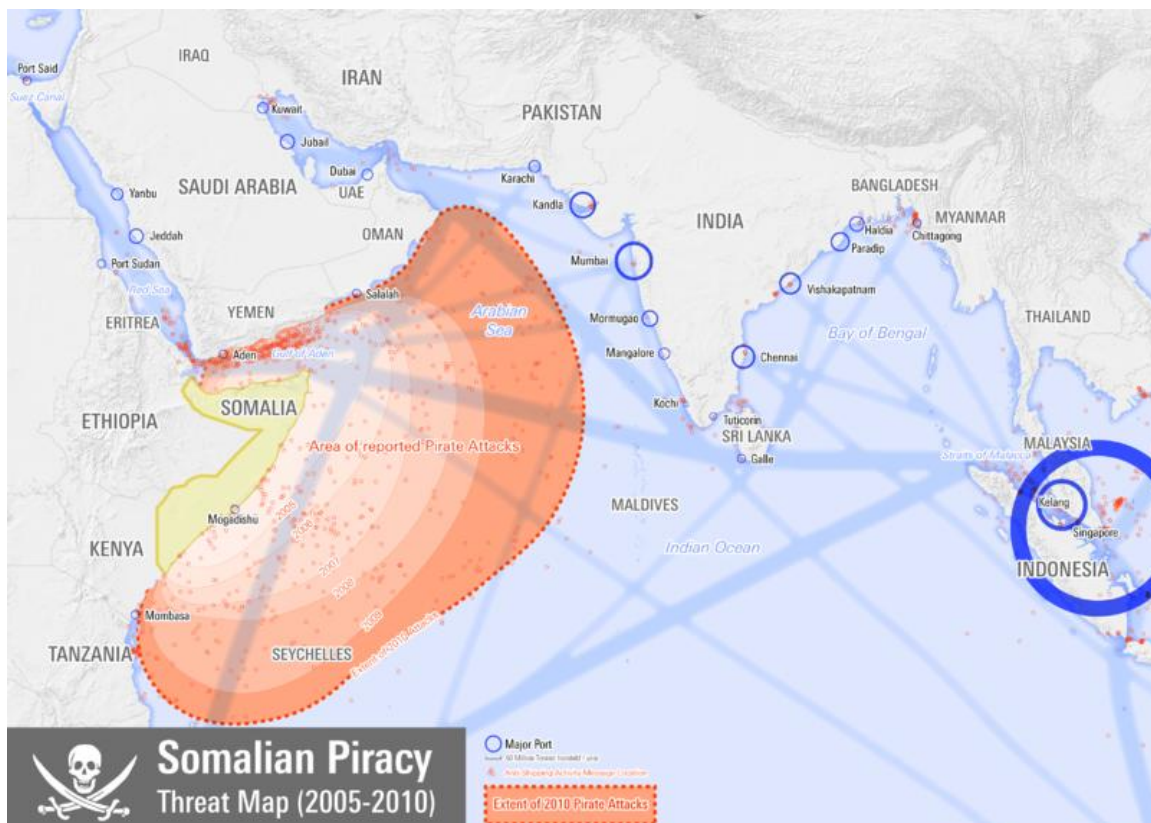 IRAQ
IRAN
Port Said
Suez Canal
Kuwait
PAKISTAN
Jubail
Dubai
UAE
Karachi
SAUDI ARABIA
Yanbu
Kandla
BANGLADESH
INDIA
MYANMAR
Haldia
Chittagong
Paradip
OMAN
Jeddah
Mumbai
Port Sudan
Salalah
Red Sea
Vishakapatnam
Arabian
Sea
YEMEN
ERITREA
Mormugao
THAILAND
Bay of Bengal
Aden
Gulf of Aden
Mangalore
Chennai
SOMALIA
Kochi
ETHIOPIA
Tuticorin
SRI LANKA
Area of reported Pirate Attacks
MALAYSIA
Straits of Malacca
Galle
Mogadishu
MALDIVES
Kelang
2005
2006
Singapore
KENYA
Indian Ocean
INDONESIA
2007
2008
Mombasa
2009
TANZANIA
SEYCHELLES
Extent of 2010 Attacks
Somalian Piracy
Threat Map (2005-2010)
Major Port
Anti-Shipping Activity Message Location
Extent of 2010 Pirate Attacks